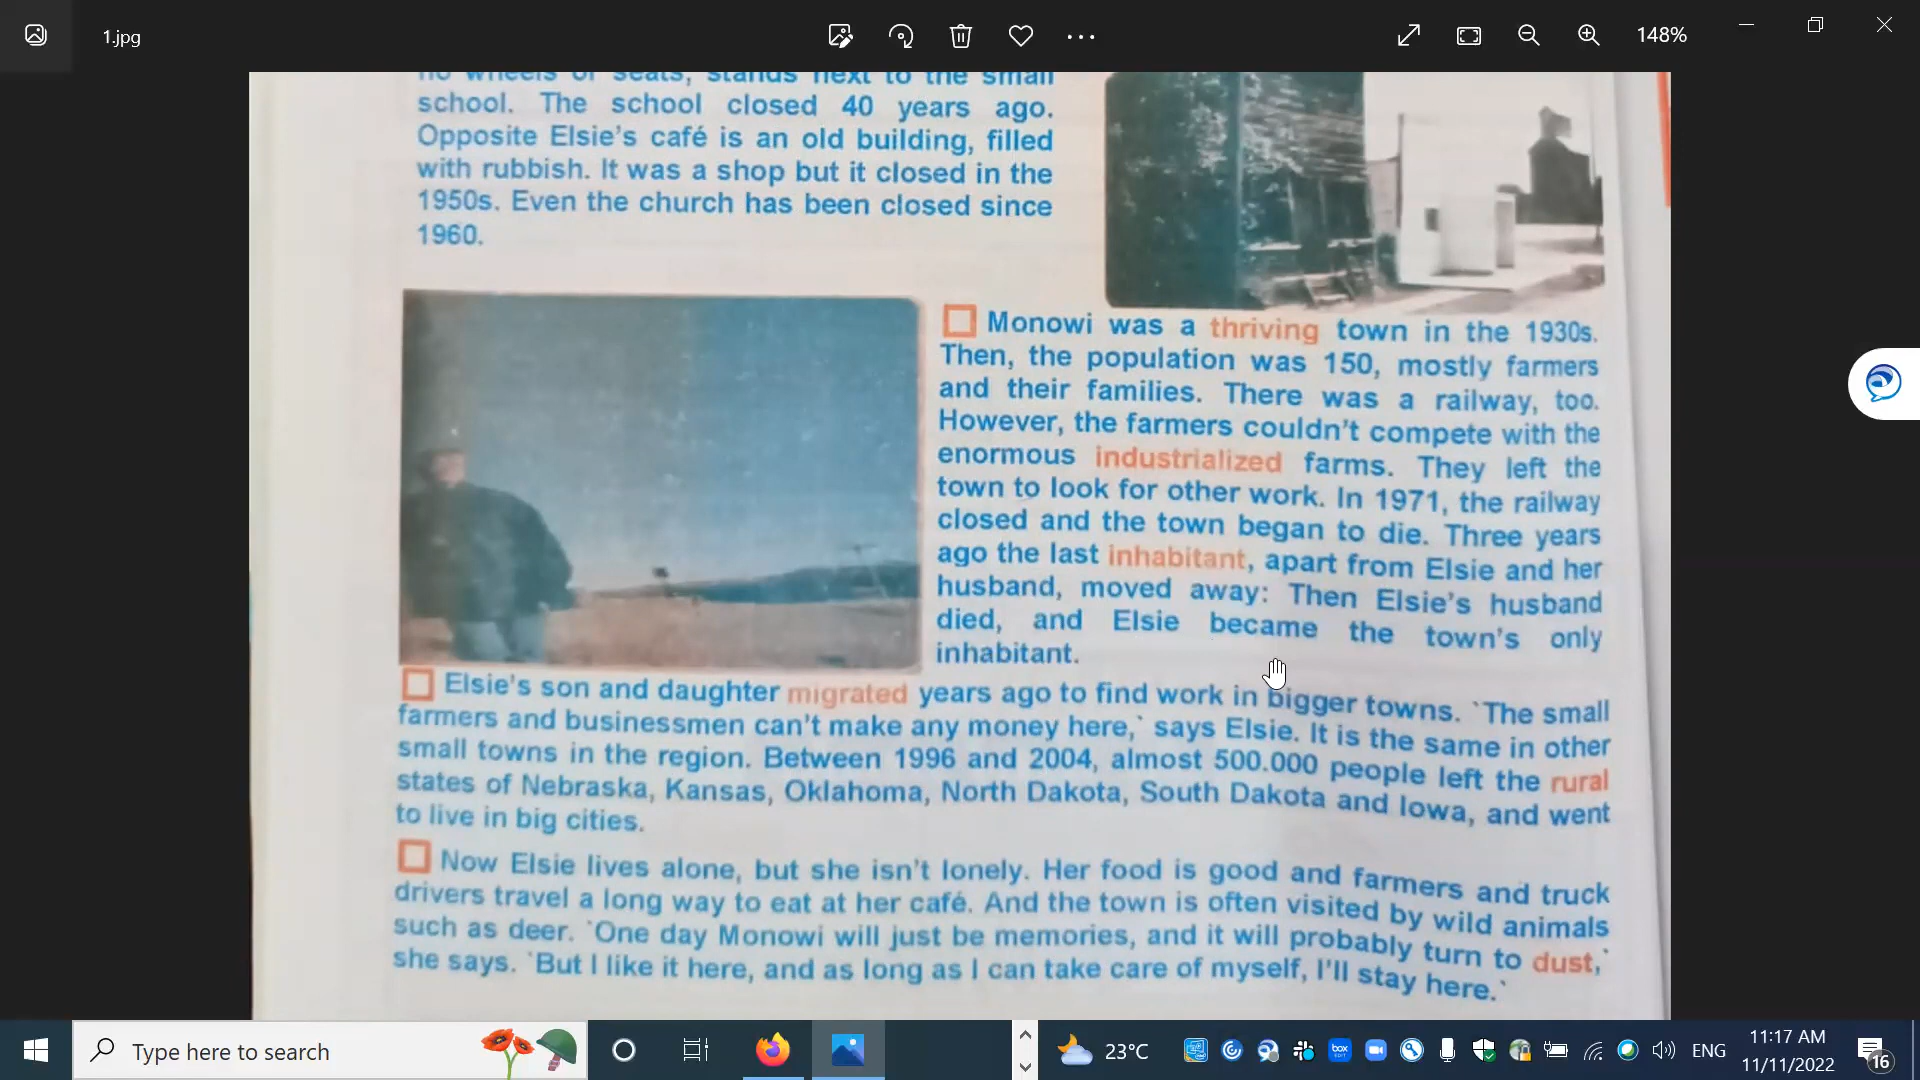 1.jpg
148%
no wheels or seats, stands next to the small
school. The school closed 40 years ago.
Opposite Elsie's café is an old building, filled
with rubbish. It was a shop but it closed in the
1950s. Even the church has been closed since
1960.
Monowi was a thriving town in the 1930s.
Then, the population was 150, mostly farmers
and their families. There was a railway, too.
However, the farmers couldn't compete with the
enormous industrialized farms. They left the
town to look for other work. In 1971, the railway
closed and the town began to die. Three years
ago the last inhabitant, apart from Elsie and her
husband, moved away: Then Elsie's husband
died, and Elsie became the town's only
inhabitant.
Elsie's son and daughter migrated years ago to find work in bigger towns. `The small
farmers and businessmen can't make any money here,` says Elsie. It is the same in other
small towns in the region. Between 1996 and 2004, almost 500.000 people left the rural
states of Nebraska, Kansas, Oklahoma, North Dakota, South Dakota and Iowa, and went
to live in big cities.
Now Elsie lives alone, but she isn't lonely. Her food is good and farmers and truck
drivers travel a long way to eat at her café. And the town is often visited by wild animals
such as deer. `One day Monowi will just be memories, and it will probably turn to dust,`
she says. `But I like it here, and as long as I can take care of myself, I'll stay here.`
Type here to search
23°C
box
EDIT
ENG
11:17 AM
11/11/2022
16